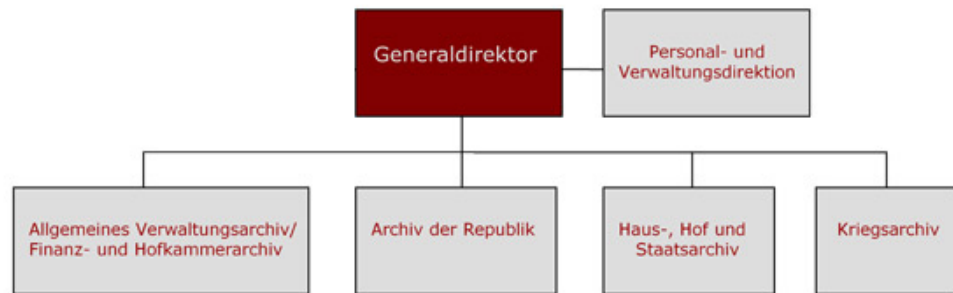 Generaldirektor
Personal- und
Verwaltungsdirektion
Allgemeines Verwaltungsarchiv/
Finanz- und Hofkammerarchiv
Archiv der Republik
Haus-, Hof und
Staatsarchiv
Kriegsarchiv